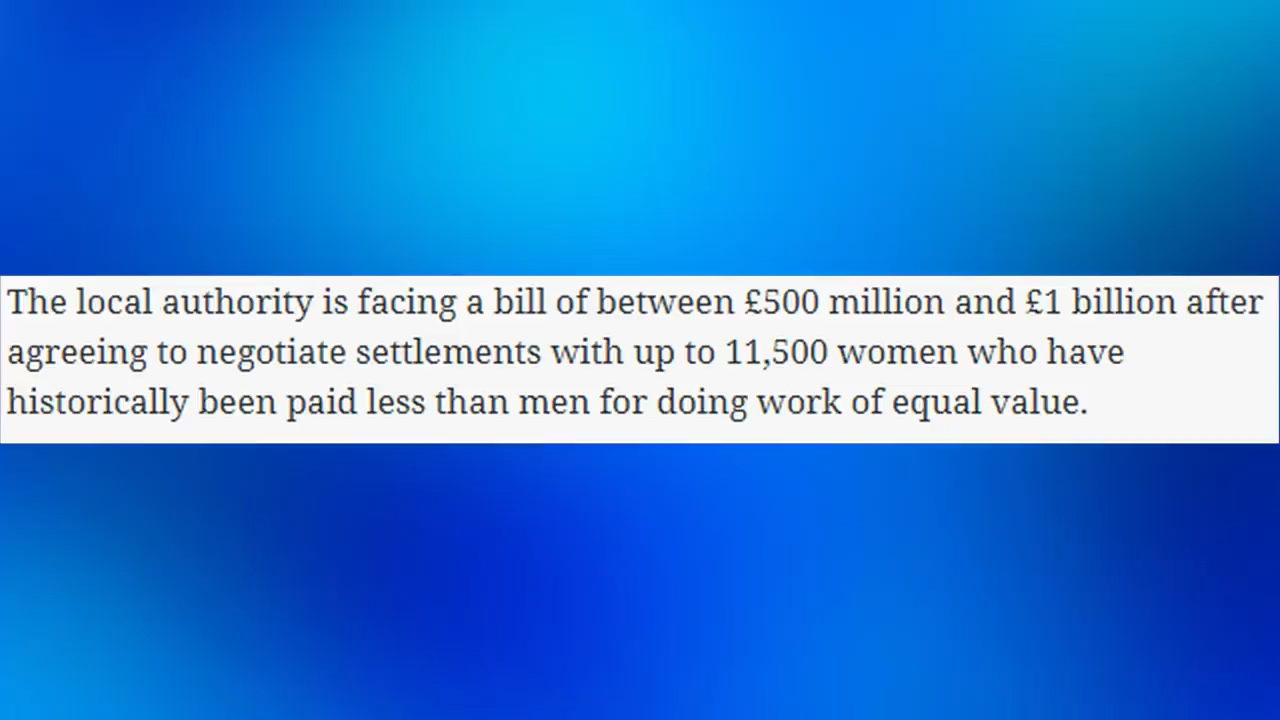 The local authority is facing a bill of between £500 million and £1 billion after
agreeing to negotiate settlements with up to 11,500 women who have
historically been paid less than men for doing work of equal value.